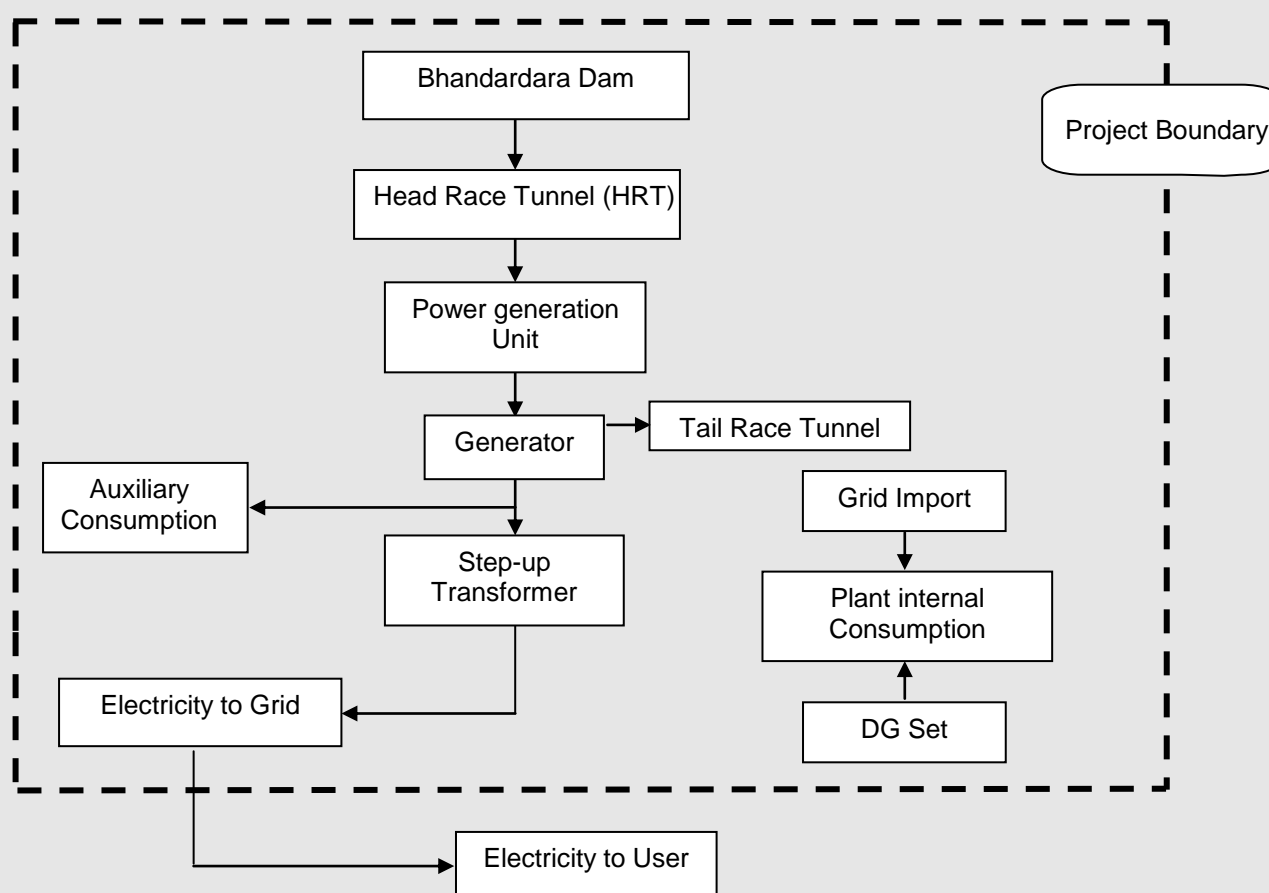 Bhandardara Dam
Project Boundary
Head Race Tunnel (HRT)
Power generation
Unit
Generator
Tail Race Tunnel
Auxiliary
Consumption
Grid Import
Step-up
Transformer
Plant internal
Consumption
Electricity to Grid
DG Set
Electricity to User